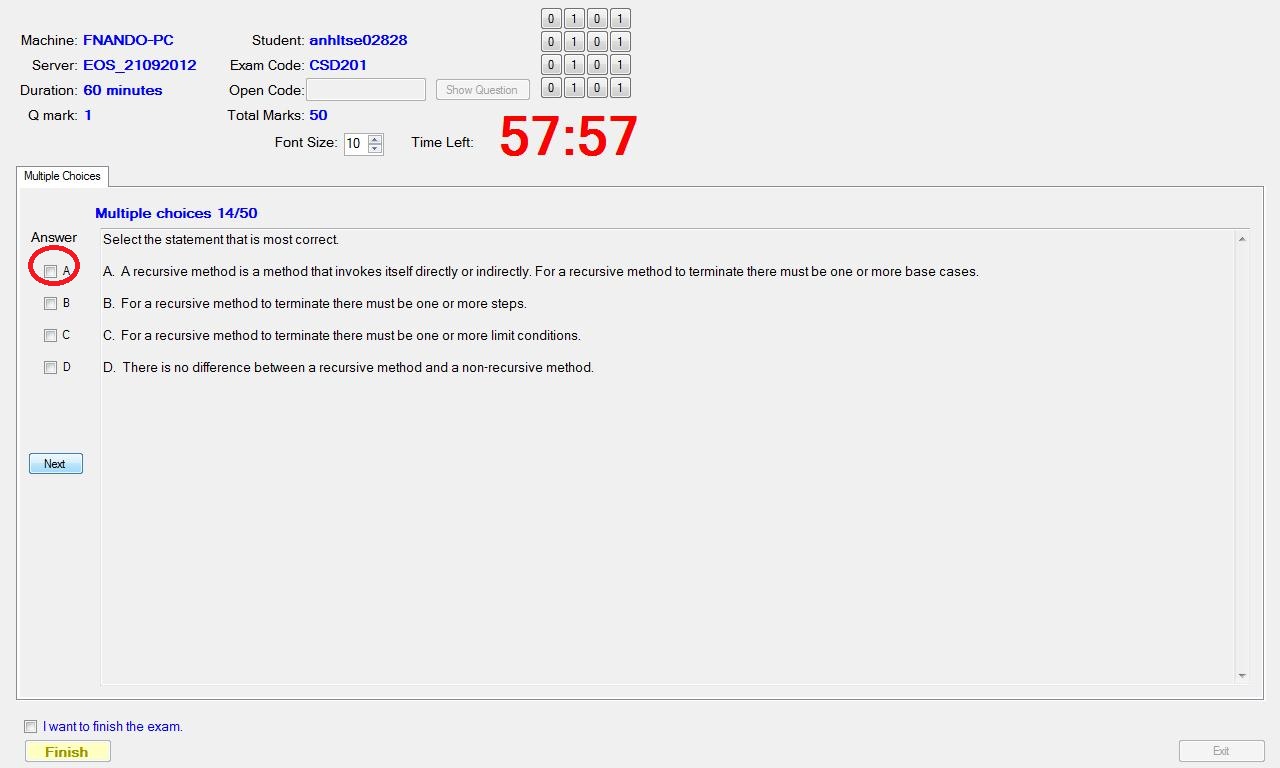 0 1 0 1
Machine: FNANDO-PC Student: anhltse02828
0 1 0 1
Server: EOS_21092012 Exam Code: CSD201
0 1 0 1
Duration: 60 minutes Open Code: Show Question
0 1 0 1
Q mark: 1 Total Marks: 50
Font Size: 10 Time Left: 57:57
Multiple Choices
Multiple choices 14/50
Answer
Select the statement that is most correct.
A A. A recursive method is a method that invokes itself directly or indirectly. For a recursive method to terminate there must be one or more base cases.
B B. For a recursive method to terminate there must be one or more steps.
C C. For a recursive method to terminate there must be one or more limit conditions.
D D. There is no difference between a recursive method and a non-recursive method.
Next
I want to finish the exam.
Finish Exit